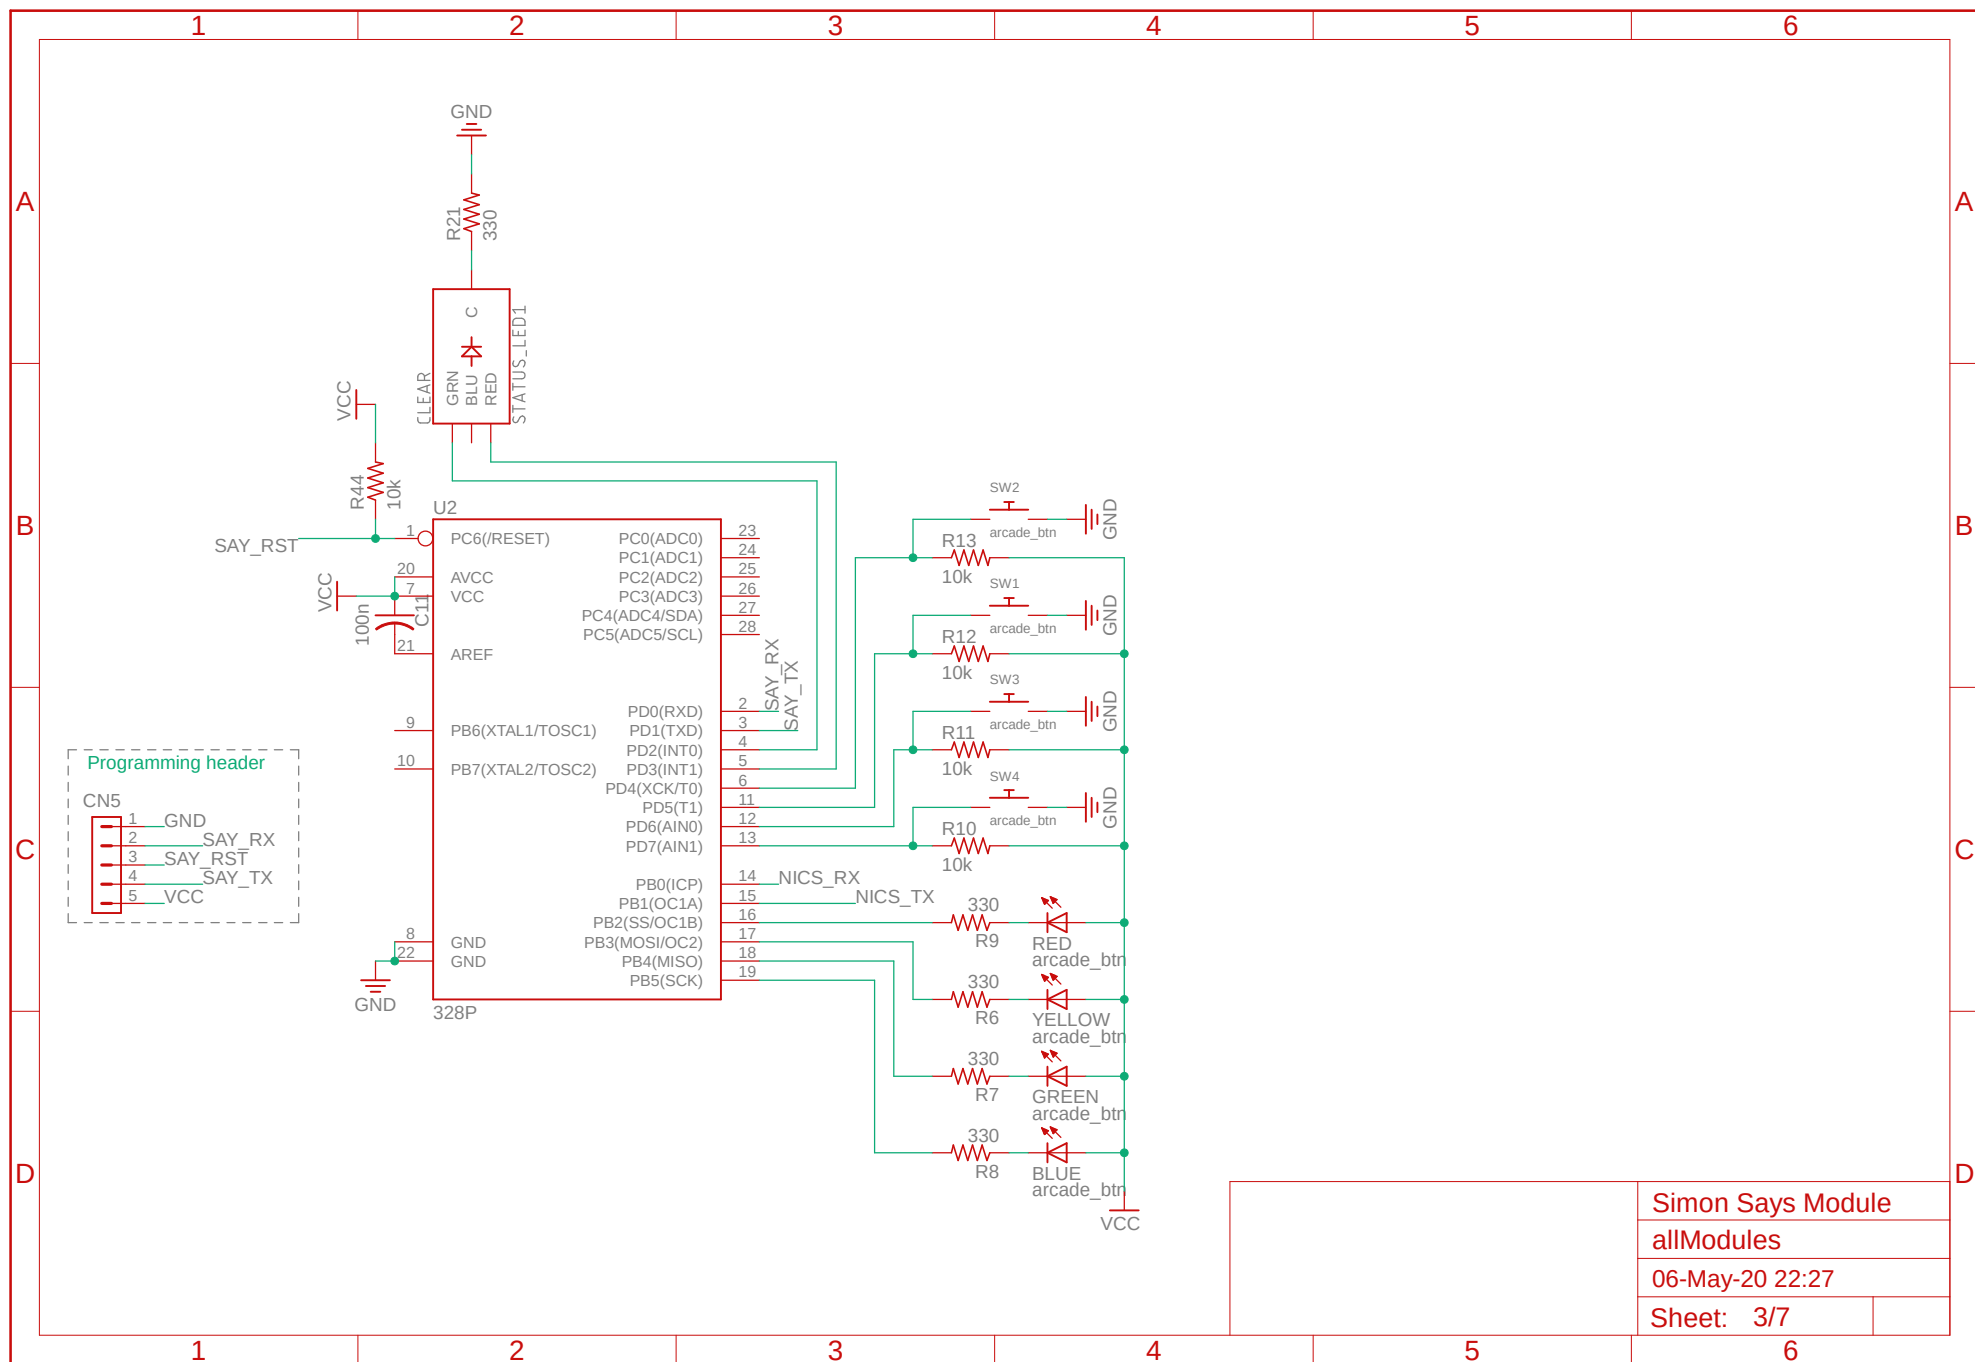 1 2 3 4 5 6
A A
GND
R21
330
C
GRN
BLU
RED
CLEAR
STATUS_LED1
VCC
R44
10k
B B
SAY_RST
U2
1 PC6(/RESET)
20 AVCC
7 VCC
VCC
100n
C11
21 AREF
9 PB6(XTAL1/TOSC1)
10 PB7(XTAL2/TOSC2)
8 GND
22 GND
GND
328P
PC0(ADC0) 23
PC1(ADC1) 24
PC2(ADC2) 25
PC3(ADC3) 26
PC4(ADC4/SDA) 27
PC5(ADC5/SCL) 28
SAY_RX
SAY_TX
PD0(RXD) 2
PD1(TXD) 3
PD2(INT0) 4
PD3(INT1) 5
PD4(XCK/T0) 6
PD5(T1) 11
PD6(AIN0) 12
PD7(AIN1) 13
PB0(ICP) 14 NICS_RX
PB1(OC1A) 15 NICS_TX
PB2(SS/OC1B) 16
PB3(MOSI/OC2) 17
PB4(MISO) 18
PB5(SCK) 19
SW2
arcade_btn
GND
R13
10k
SW1
arcade_btn
GND
R12
10k
SW3
arcade_btn
GND
R11
10k
SW4
arcade_btn
GND
R10
10k
330
R9
RED
arcade_btn
330
R6
YELLOW
arcade_btn
330
R7
GREEN
arcade_btn
330
R8
BLUE
arcade_btn
VCC
Programming header
CN5
1 GND
2 SAY_RX
3 SAY_RST
4 SAY_TX
5 VCC
C C
D D
Simon Says Module
allModules
06-May-20 22:27
Sheet: 3/7
1 2 3 4 5 6